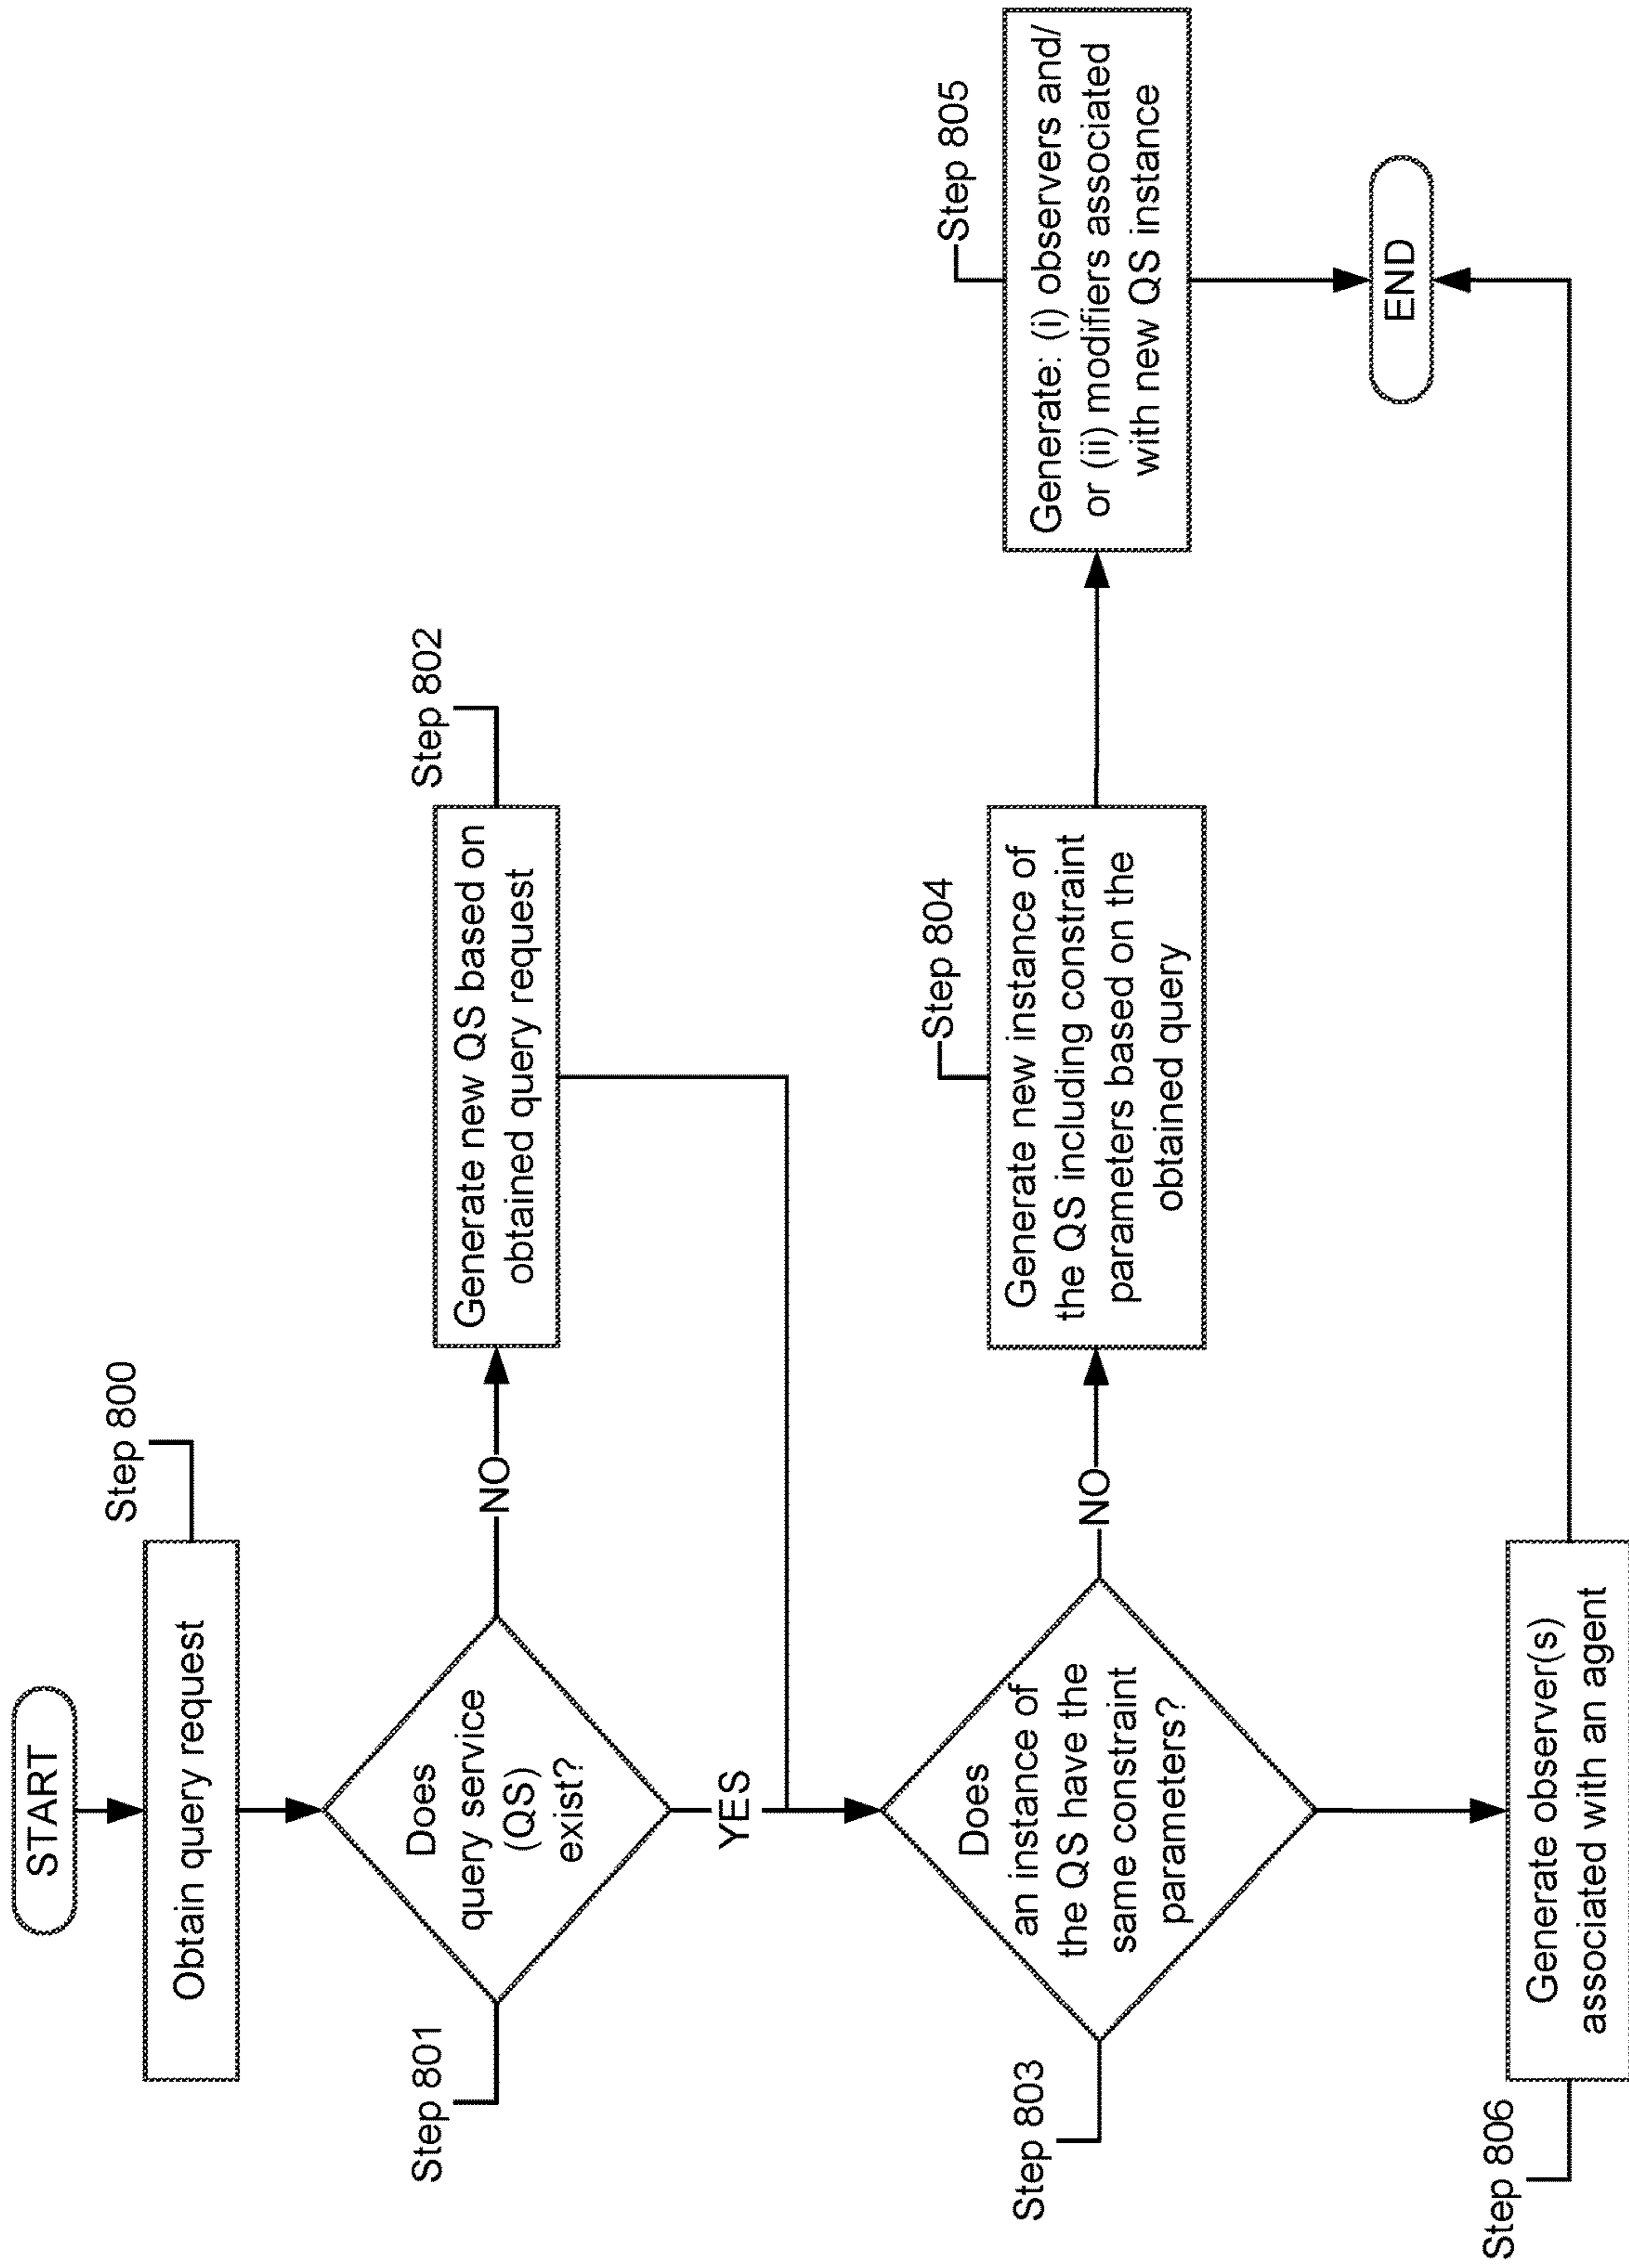 START
Obtain query request
Step 800
Does
query service
(QS)
exist?
Step 801
NO
Generate new QS based on
obtained query request
Step 802
YES
Does
an instance of
the QS have the
same constraint
parameters?
Step 803
NO
Generate new instance of
the QS including constraint
parameters based on the
obtained query
Step 804
Generate: (i) observers and/
or (ii) modifiers associated
with new QS instance
Step 805
END
Generate observer(s)
associated with an agent
Step 806